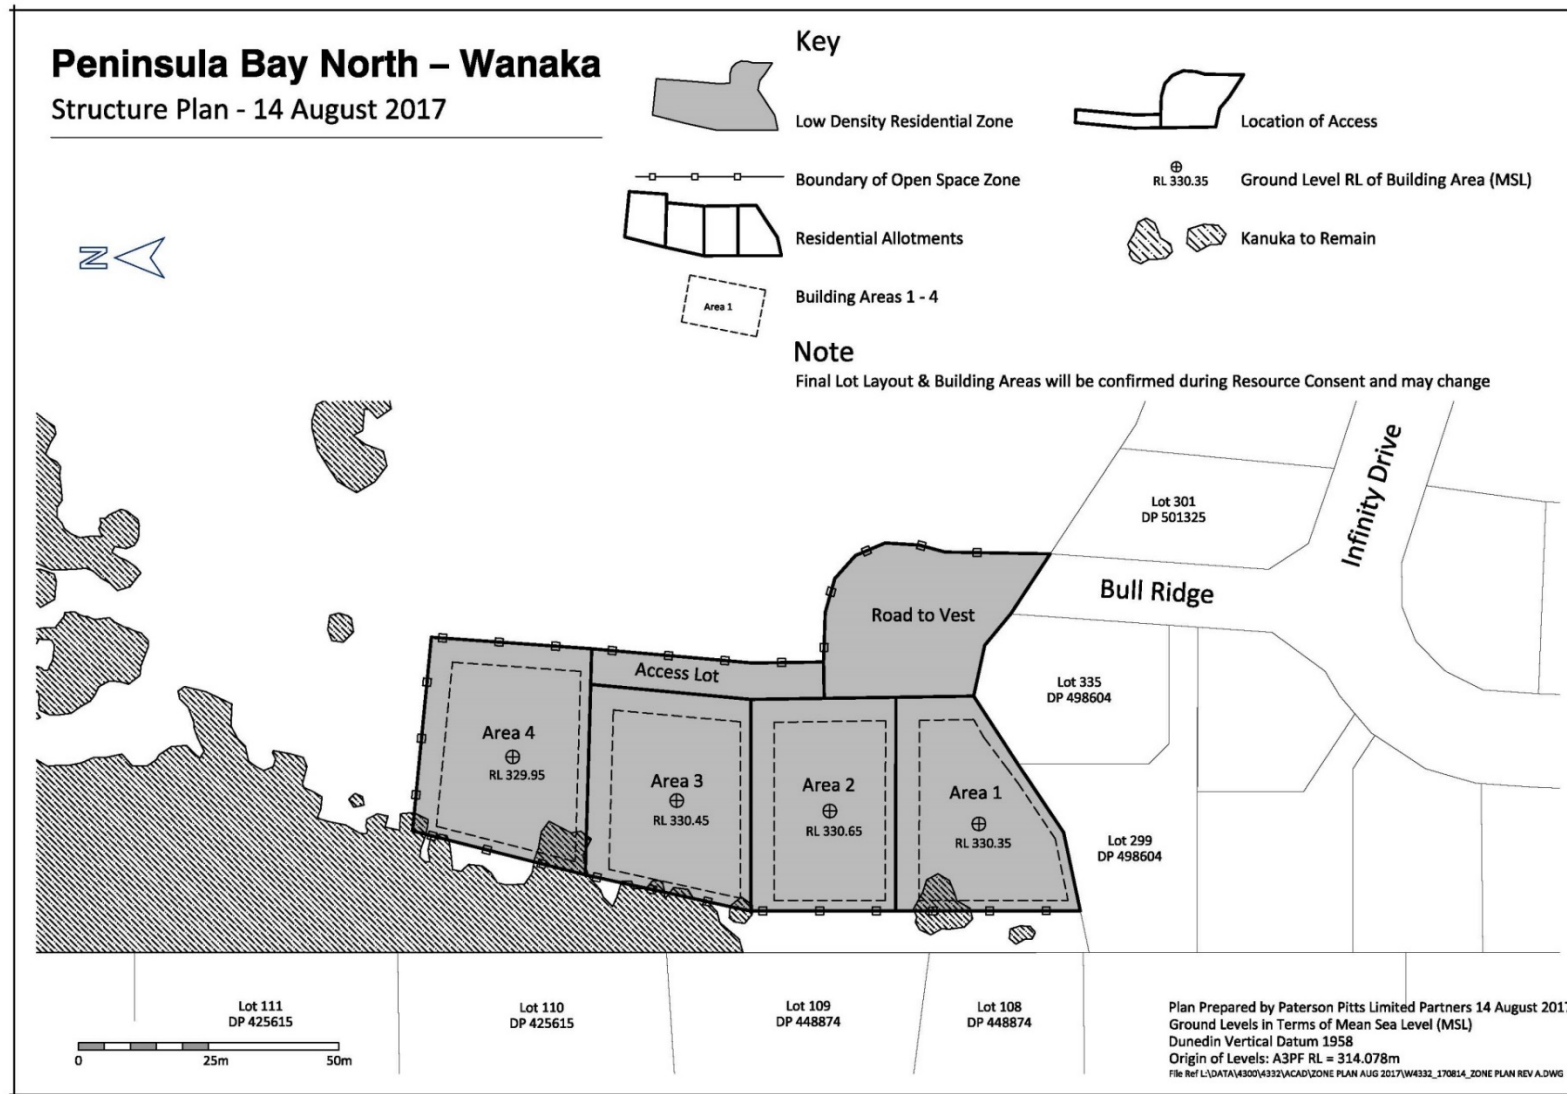 Peninsula Bay North – Wanaka
Structure Plan - 14 August 2017
Key
Low Density Residential Zone
Location of Access
Boundary of Open Space Zone
RL 330.35
Ground Level RL of Building Area (MSL)
Residential Allotments
Kanuka to Remain
Area 1
Building Areas 1 - 4
N
Note
Final Lot Layout & Building Areas will be confirmed during Resource Consent and may change
Infinity Drive
Lot 301
DP 501325
Bull Ridge
Road to Vest
Access Lot
Lot 335
DP 498604
Area 4
RL 329.95
Area 3
RL 330.45
Area 2
RL 330.65
Area 1
RL 330.35
Lot 299
DP 498604
Lot 111
DP 425615
Lot 110
DP 425615
Lot 109
DP 448874
Lot 108
DP 448874
0 25m 50m
Plan Prepared by Paterson Pitts Limited Partners 14 August 2017
Ground Levels in Terms of Mean Sea Level (MSL)
Dunedin Vertical Datum 1958
Origin of Levels: A3PF RL = 314.078m
File Ref L:\DATA\4300\4332\ACAD\ZONE PLAN AUG 2017\W4332_170814_ZONE PLAN REV A.DWG